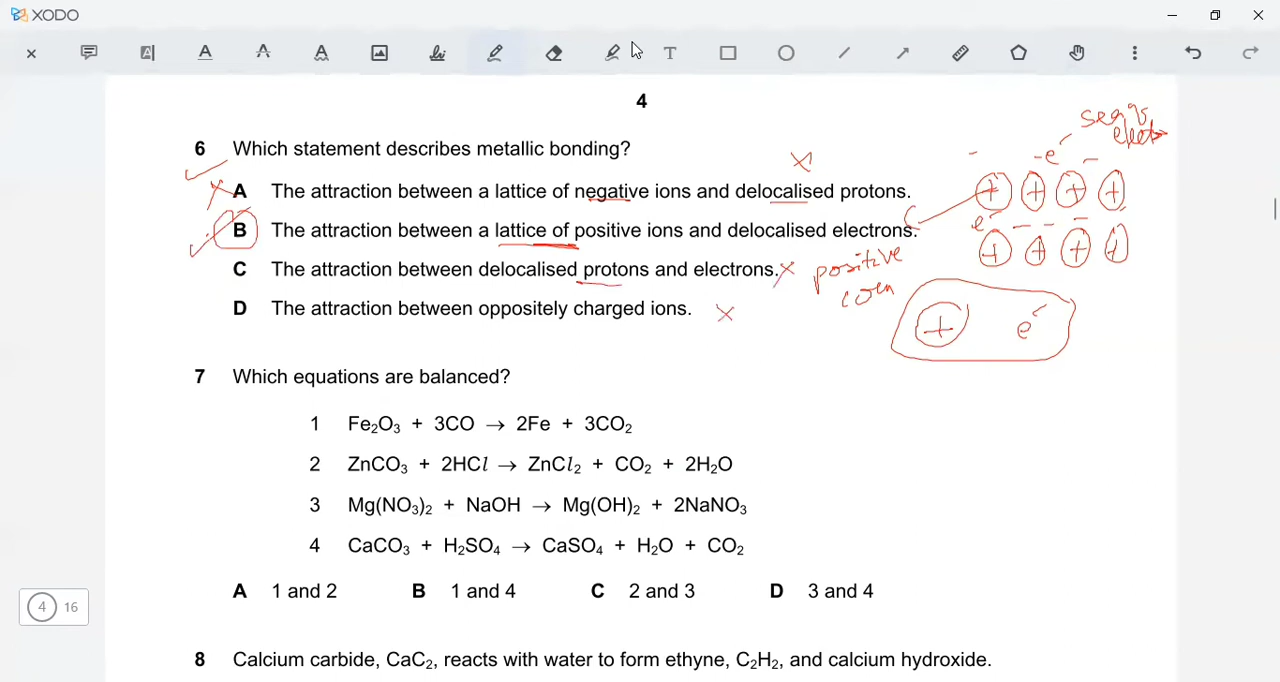 XODO
4
sea of
e⁻ elect
6 Which statement describes metallic bonding?
A The attraction between a lattice of negative ions and delocalised protons.
B The attraction between a lattice of positive ions and delocalised electrons.
C The attraction between delocalised protons and electrons.
positive
D The attraction between oppositely charged ions.
e⁻
7 Which equations are balanced?
1 Fe₂O₃ + 3CO → 2Fe + 3CO₂
2 ZnCO₃ + 2HCl → ZnCl₂ + CO₂ + 2H₂O
3 Mg(NO₃)₂ + NaOH → Mg(OH)₂ + 2NaNO₃
4 CaCO₃ + H₂SO₄ → CaSO₄ + H₂O + CO₂
A 1 and 2 B 1 and 4 C 2 and 3 D 3 and 4
4 16
8 Calcium carbide, CaC₂, reacts with water to form ethyne, C₂H₂, and calcium hydroxide.